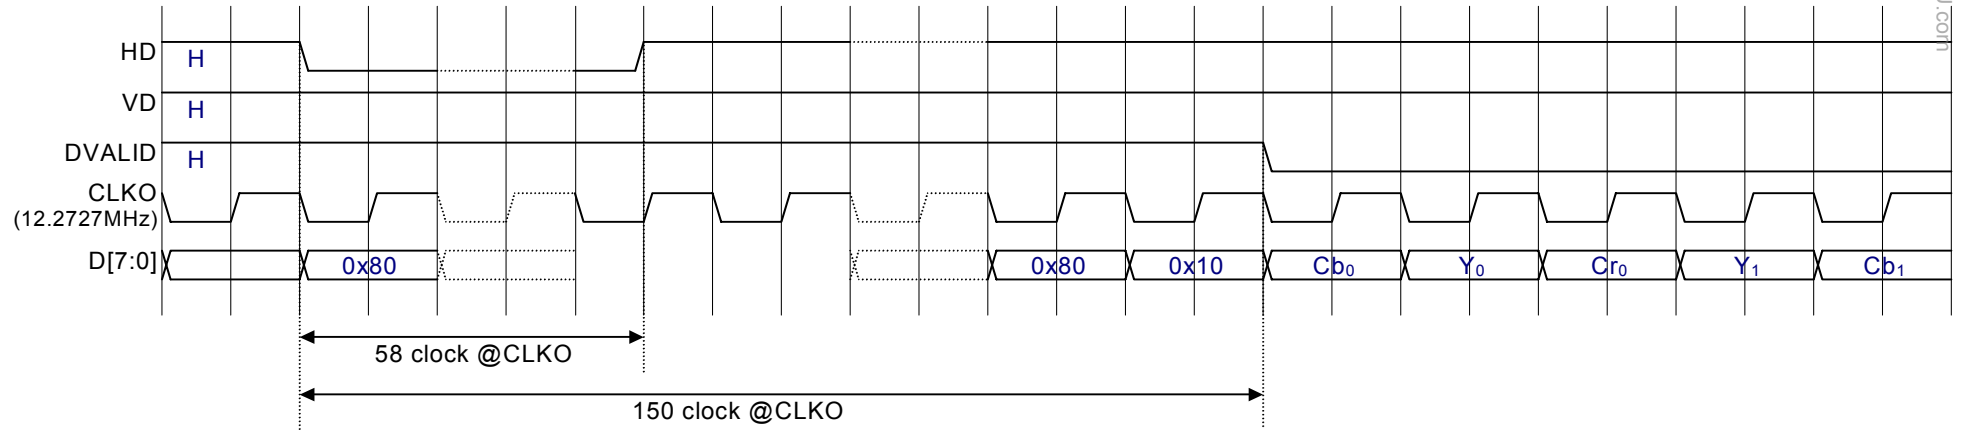 HD H
VD H
DVALID H
CLKO
(12.2727MHz)
D[7:0] 0x80 0x80 0x10 Cb0 Y0 Cr0 Y1 Cb1
58 clock @CLKO
150 clock @CLKO